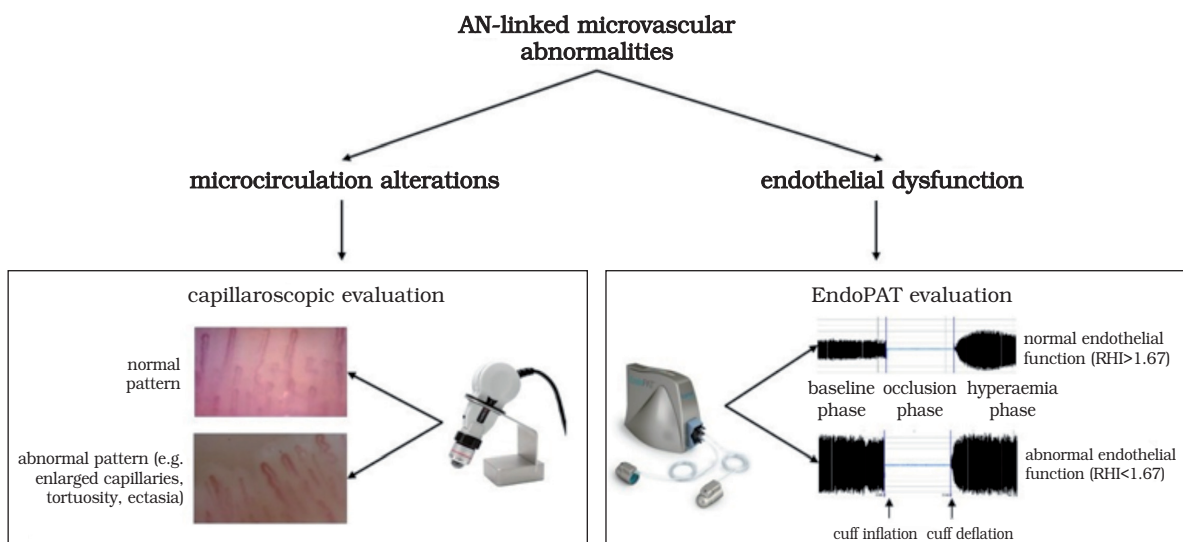 AN-linked microvascular
abnormalities
microcirculation alterations
endothelial dysfunction
capillaroscopic evaluation
normal
pattern
abnormal pattern (e.g.
enlarged capillaries,
tortuosity, ectasia)
EndoPAT evaluation
normal endothelial
function (RHI>1.67)
baseline
phase
occlusion
phase
hyperaemia
phase
abnormal endothelial
function (RHI<1.67)
cuff inflation
cuff deflation